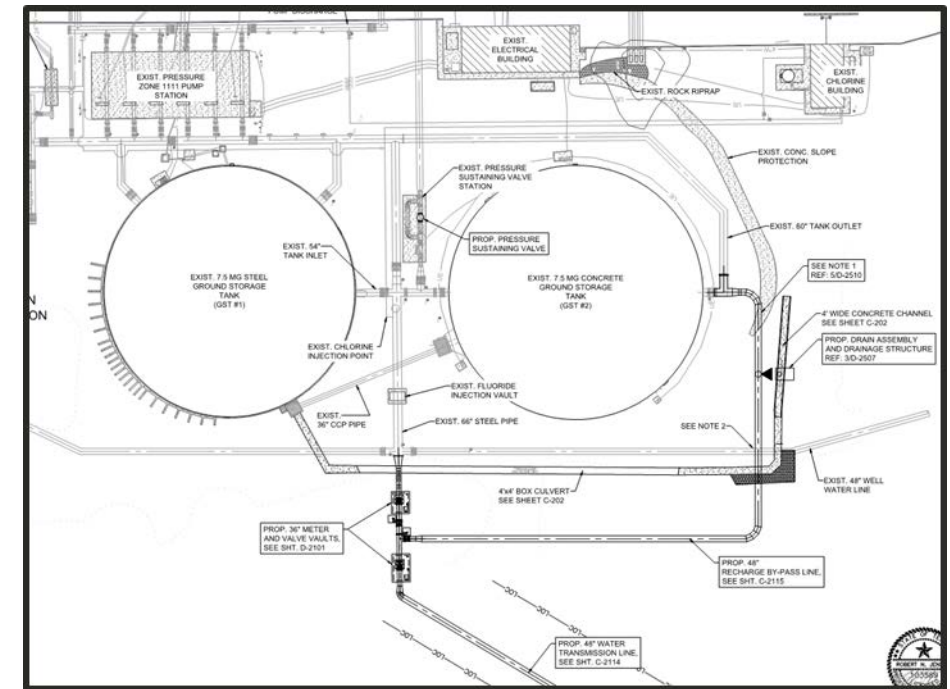 EXIST.
ELECTRICAL
BUILDING
EXIST. PRESSURE
ZONE 1111 PUMP
STATION
EXIST.
CHLORINE
BUILDING
EXIST. ROCK RIPRAP
EXIST. CONC. SLOPE
PROTECTION
EXIST. PRESSURE
SUSTAINING VALVE
STATION
PROP. PRESSURE
SUSTAINING VALVE
EXIST. 60" TANK OUTLET
EXIST. 54"
TANK INLET
SEE NOTE 1
REF: 5/D-2510
EXIST. 7.5 MG STEEL
GROUND STORAGE
TANK
(GST #1)
EXIST. 7.5 MG CONCRETE
GROUND STORAGE
TANK
(GST #2)
4' WIDE CONCRETE CHANNEL
SEE SHEET C-202
PROP. DRAIN ASSEMBLY
AND DRAINAGE STRUCTURE
REF: 3/D-2507
EXIST. CHLORINE
INJECTION POINT
EXIST. FLUORIDE
INJECTION VAULT
EXIST.
36" CCP PIPE
EXIST. 66" STEEL PIPE
SEE NOTE 2
EXIST. 48" WELL
WATER LINE
4'x4' BOX CULVERT
SEE SHEET C-202
PROP. 36" METER
AND VALVE VAULTS,
SEE SHT. D-2101
PROP. 48"
RECHARGE BY-PASS LINE,
SEE SHT. C-2115
LOC
LOC
LOC
LOC
LOC
LOC
PROP. 48" WATER
TRANSMISSION LINE,
SEE SHT. C-2114